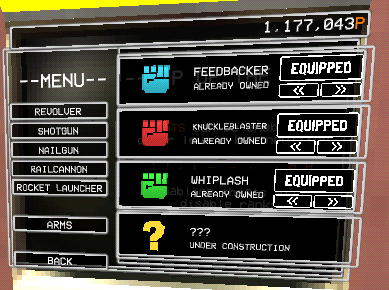 1,177,043P
--MENU--
REVOLVER
SHOTGUN
NAILGUN
RAILCANNON
ROCKET LAUNCHER
ARMS
BACK
FEEDBACKER
ALREADY OWNED
EQUIPPED
<< >>
KNUCKLEBLASTER
ALREADY OWNED
EQUIPPED
<< >>
WHIPLASH
ALREADY OWNED
EQUIPPED
<< >>
?
???
UNDER CONSTRUCTION